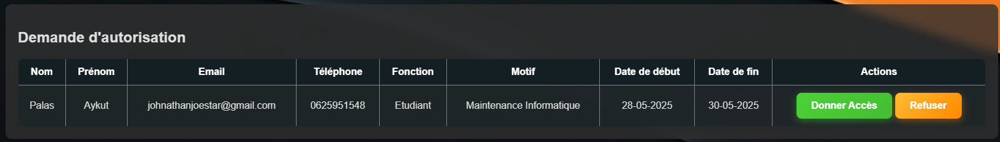 Demande d'autorisation
Nom Prénom Email Téléphone Fonction Motif Date de début Date de fin Actions
Palas Aykut johnathanjoestar@gmail.com 0625951548 Etudiant Maintenance Informatique 28-05-2025 30-05-2025 Donner Accès Refuser